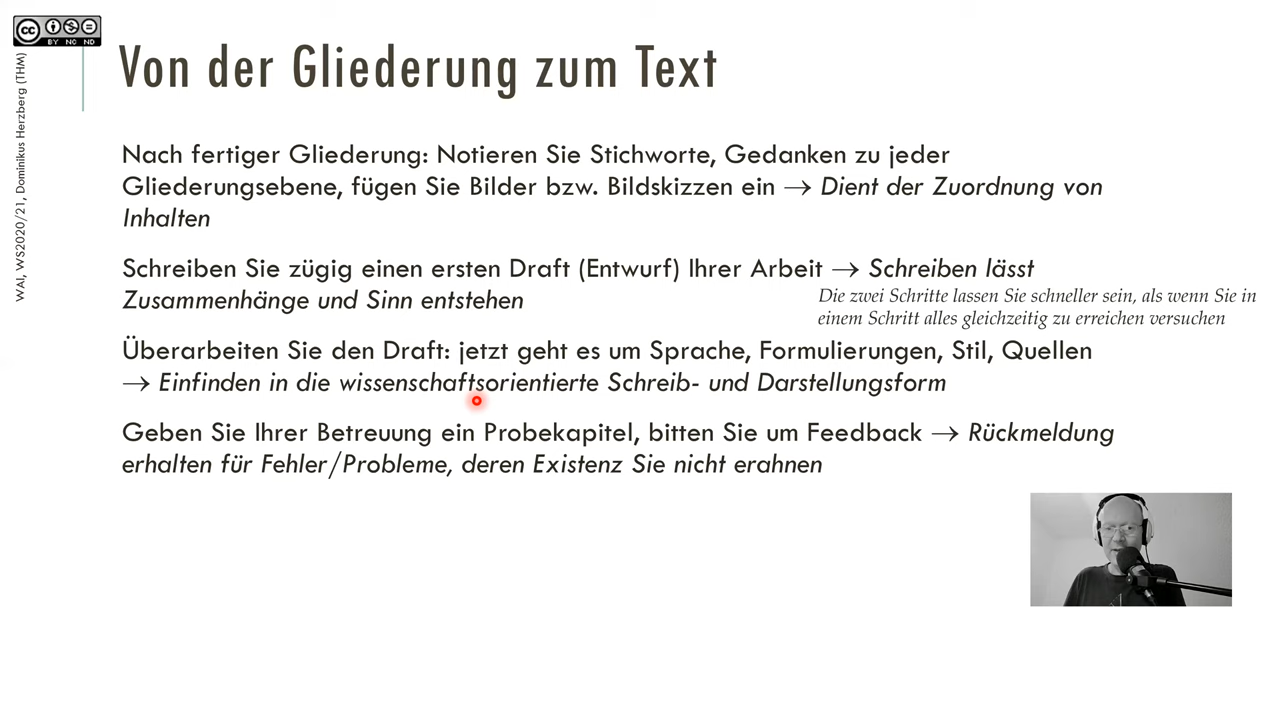 cc
BY NC ND
WAI, WS2020/21, Dominikus Herzberg (THM)
Von der Gliederung zum Text
Nach fertiger Gliederung: Notieren Sie Stichworte, Gedanken zu jeder
Gliederungsebene, fügen Sie Bilder bzw. Bildskizzen ein → Dient der Zuordnung von
Inhalten
Schreiben Sie zügig einen ersten Draft (Entwurf) Ihrer Arbeit → Schreiben lässt
Zusammenhänge und Sinn entstehen
Die zwei Schritte lassen Sie schneller sein, als wenn Sie in
einem Schritt alles gleichzeitig zu erreichen versuchen
Überarbeiten Sie den Draft: jetzt geht es um Sprache, Formulierungen, Stil, Quellen
→ Einfinden in die wissenschaftsorientierte Schreib- und Darstellungsform
Geben Sie Ihrer Betreuung ein Probekapitel, bitten Sie um Feedback → Rückmeldung
erhalten für Fehler/Probleme, deren Existenz Sie nicht erahnen